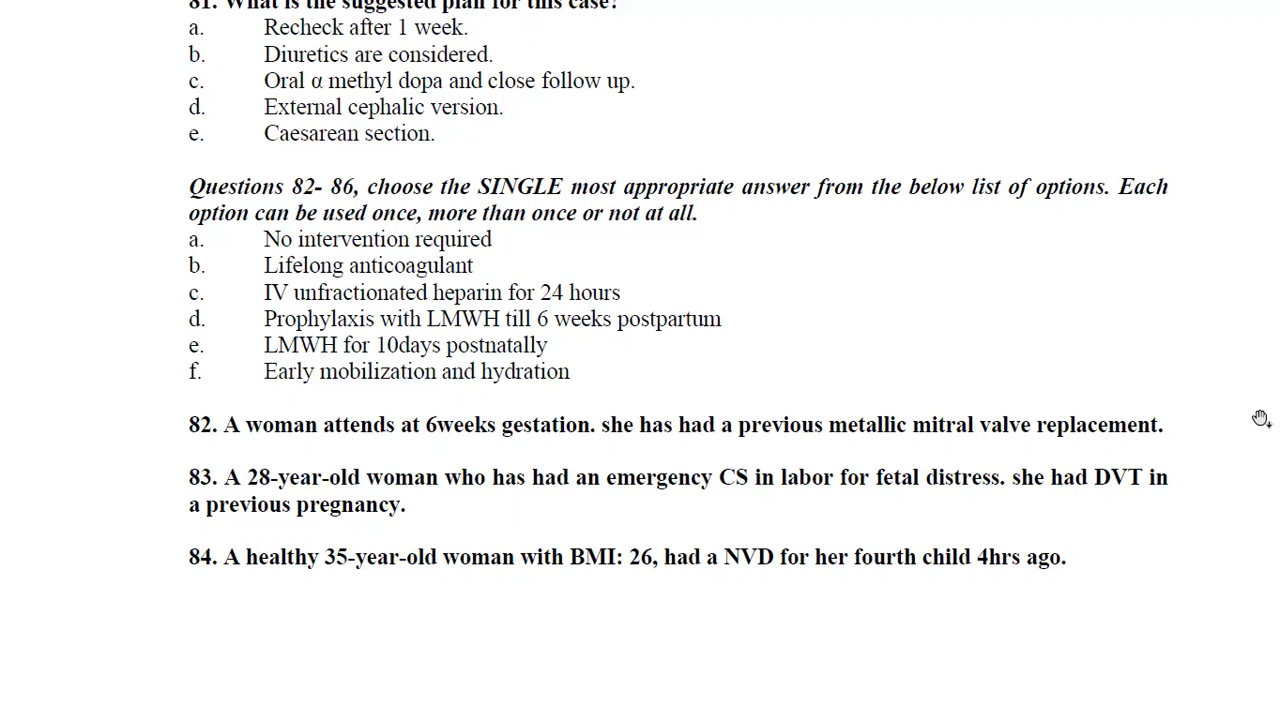 81. What is the suggested plan for this case?
a. Recheck after 1 week.
b. Diuretics are considered.
c. Oral α methyl dopa and close follow up.
d. External cephalic version.
e. Caesarean section.
Questions 82- 86, choose the SINGLE most appropriate answer from the below list of options. Each
option can be used once, more than once or not at all.
a. No intervention required
b. Lifelong anticoagulant
c. IV unfractionated heparin for 24 hours
d. Prophylaxis with LMWH till 6 weeks postpartum
e. LMWH for 10days postnatally
f. Early mobilization and hydration
82. A woman attends at 6weeks gestation. she has had a previous metallic mitral valve replacement.
83. A 28-year-old woman who has had an emergency CS in labor for fetal distress. she had DVT in
a previous pregnancy.
84. A healthy 35-year-old woman with BMI: 26, had a NVD for her fourth child 4hrs ago.